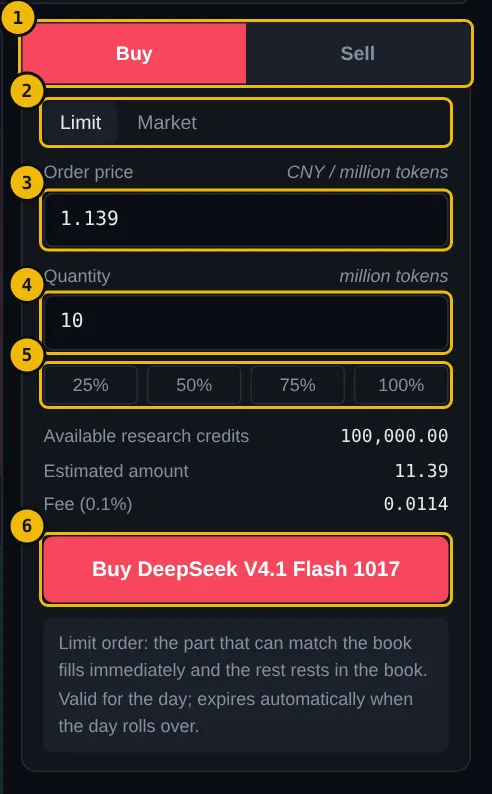 1
Buy Sell
2
Limit Market
3
Order price CNY / million tokens
1.139
4
Quantity million tokens
10
5
25% 50% 75% 100%
Available research credits 100,000.00
Estimated amount 11.39
Fee (0.1%) 0.0114
6
Buy DeepSeek V4.1 Flash 1017
Limit order: the part that can match the book
fills immediately and the rest rests in the book.
Valid for the day; expires automatically when
the day rolls over.